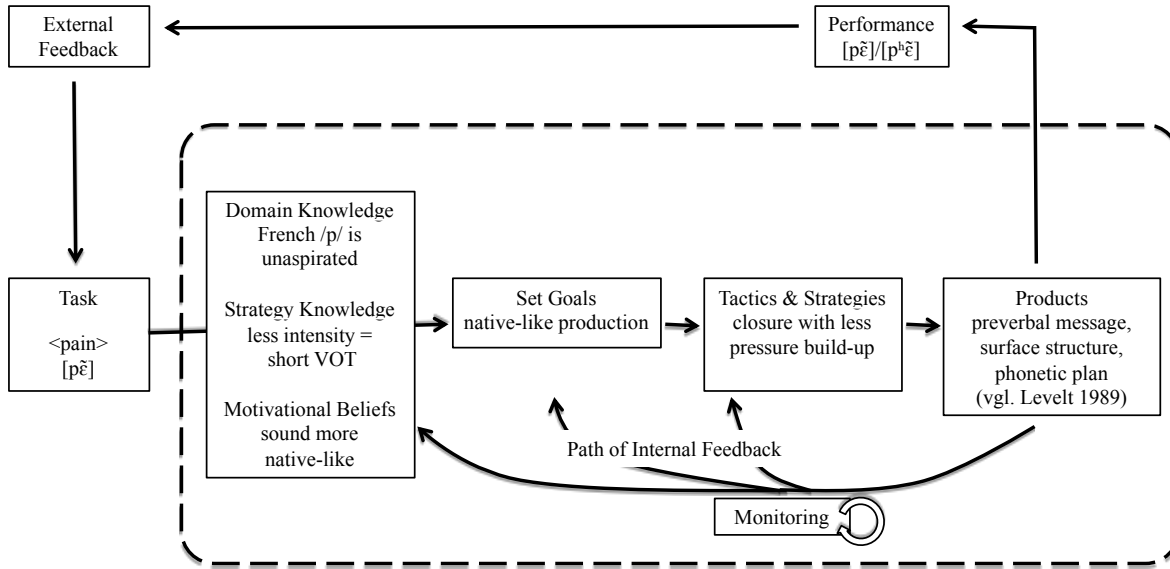 External
Feedback
Performance
[pɛ̃]/[pʰɛ̃]
Task
<pain>
[pɛ̃]
Domain Knowledge
French /p/ is
unaspirated
Strategy Knowledge
less intensity =
short VOT
Motivational Beliefs
sound more
native-like
Set Goals
native-like production
Tactics & Strategies
closure with less
pressure build-up
Products
preverbal message,
surface structure,
phonetic plan
(vgl. Levelt 1989)
Path of Internal Feedback
Monitoring